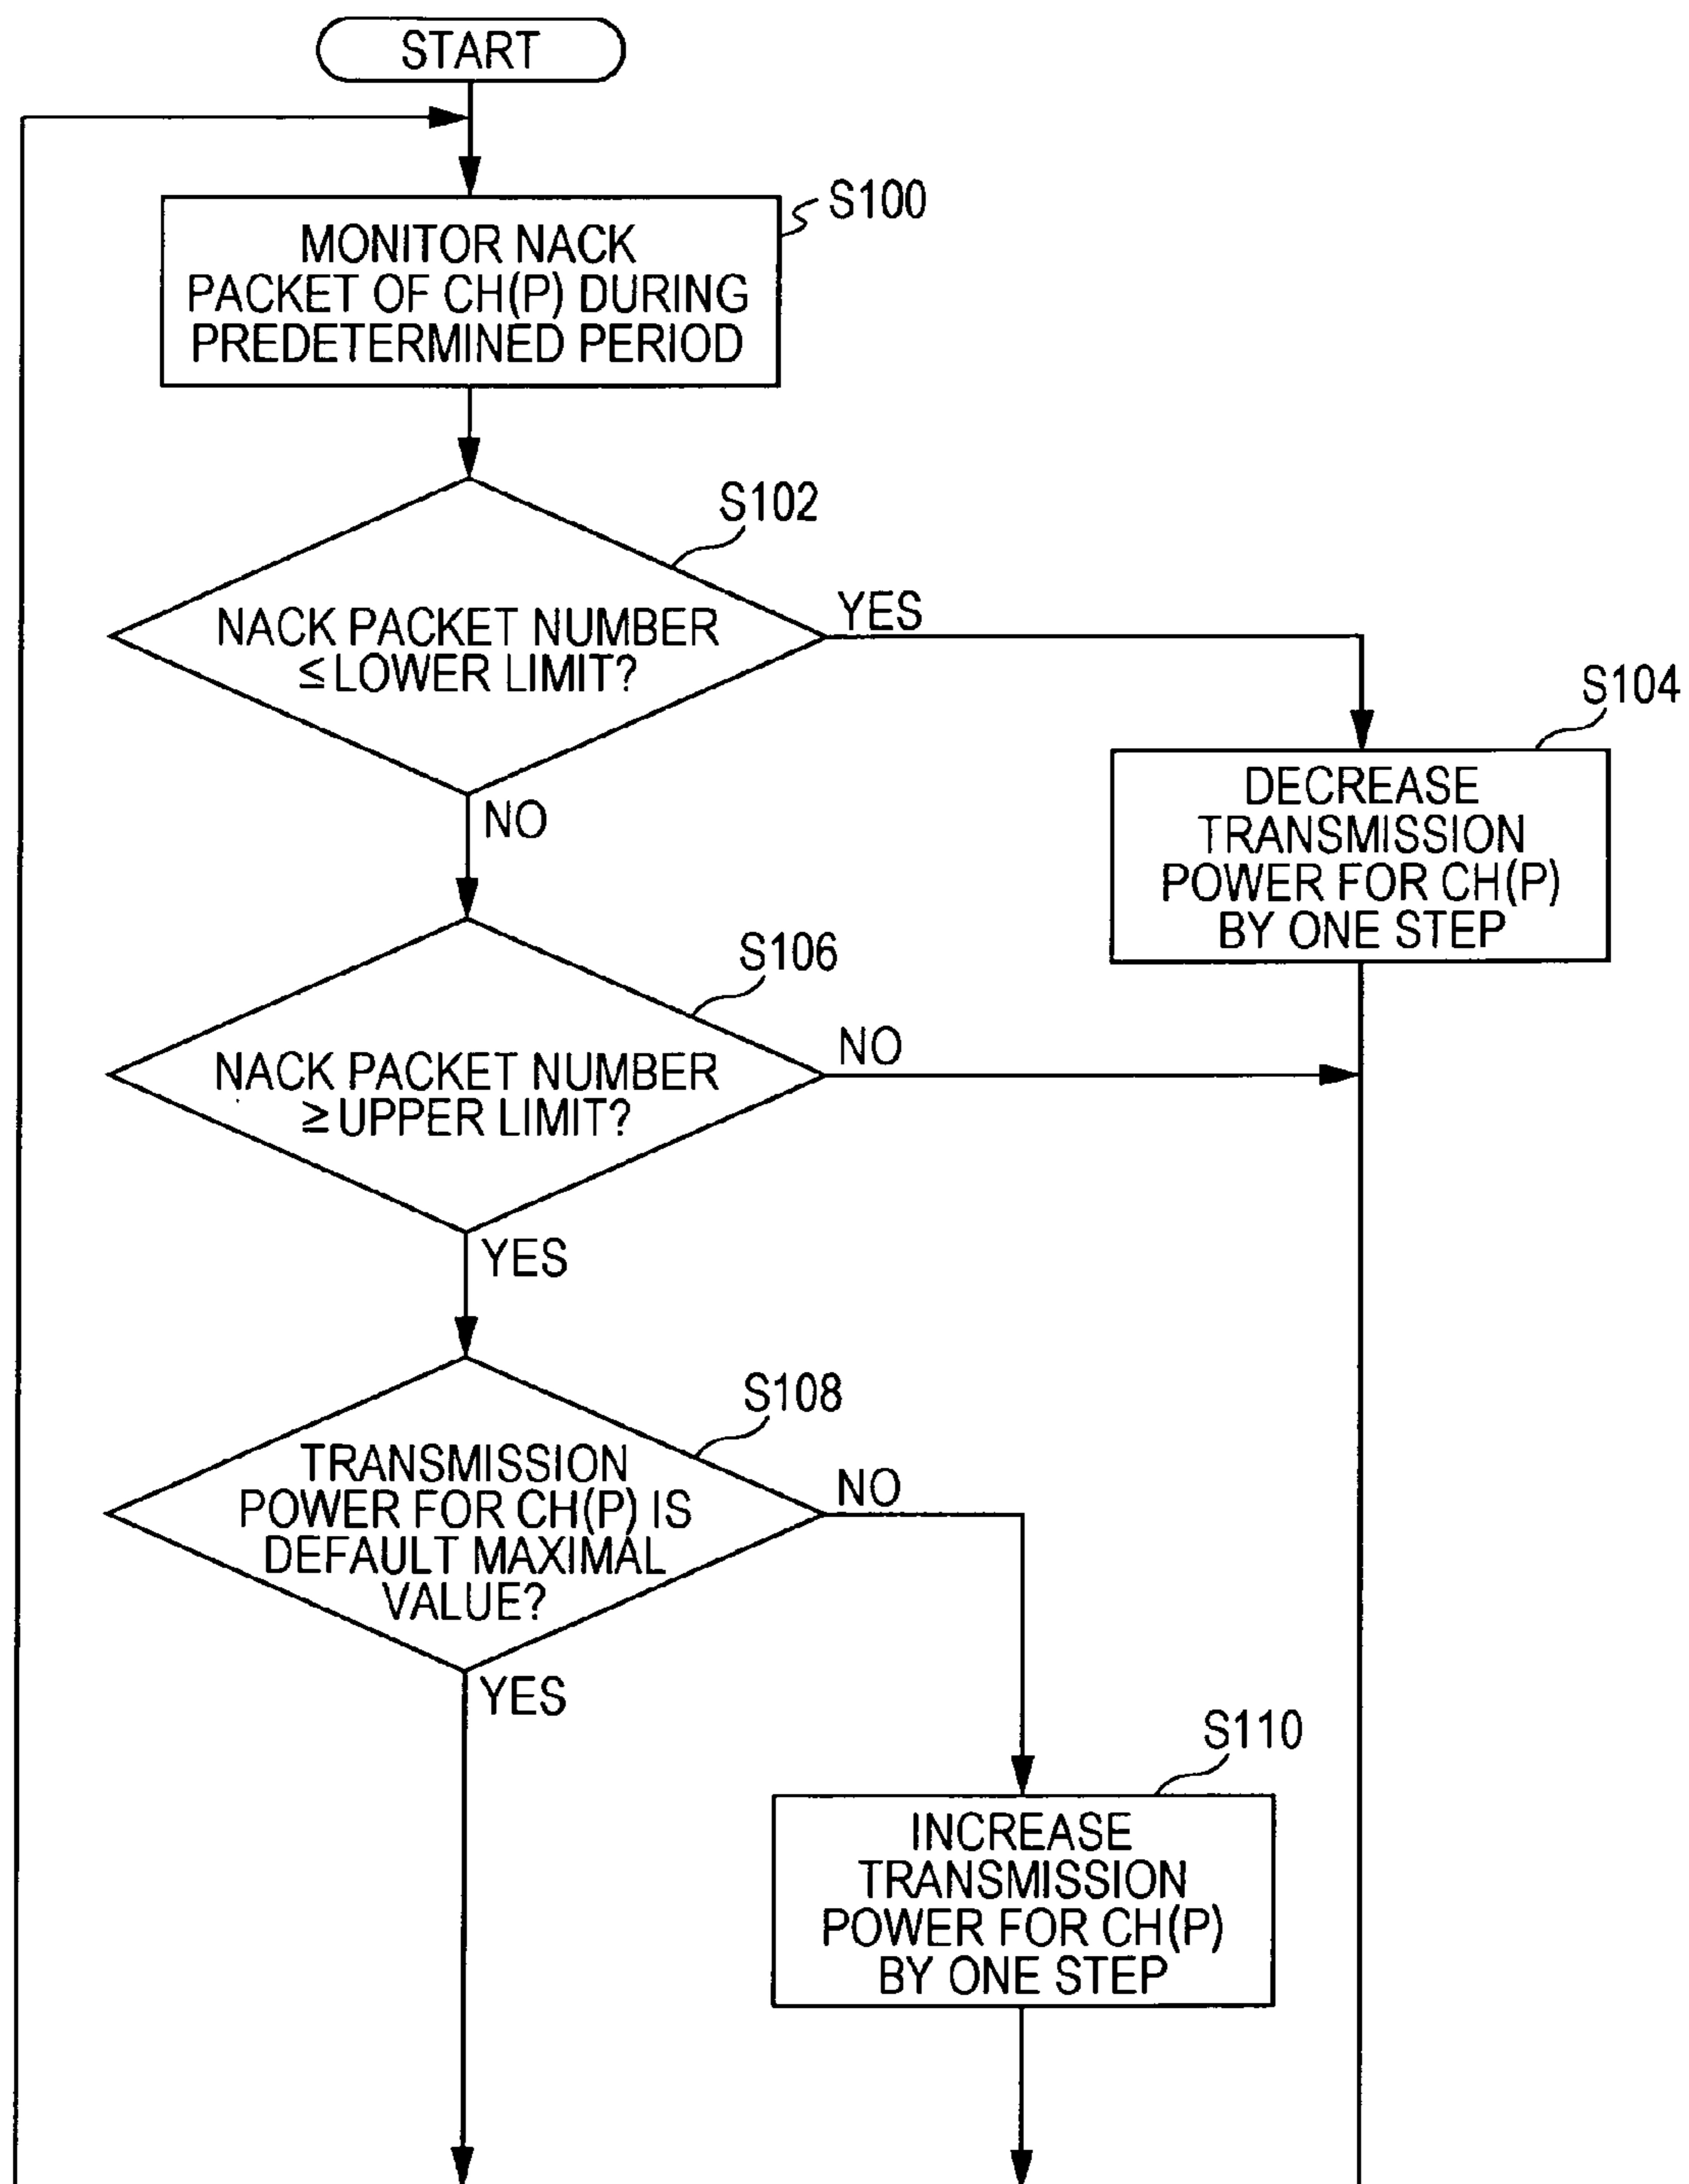 START
S100
MONITOR NACK
PACKET OF CH(P) DURING
PREDETERMINED PERIOD
S102
NACK PACKET NUMBER
≤ LOWER LIMIT?
YES
NO
S104
DECREASE
TRANSMISSION
POWER FOR CH(P)
BY ONE STEP
S106
NACK PACKET NUMBER
≥ UPPER LIMIT?
NO
YES
S108
TRANSMISSION
POWER FOR CH(P) IS
DEFAULT MAXIMAL
VALUE?
NO
YES
S110
INCREASE
TRANSMISSION
POWER FOR CH(P)
BY ONE STEP